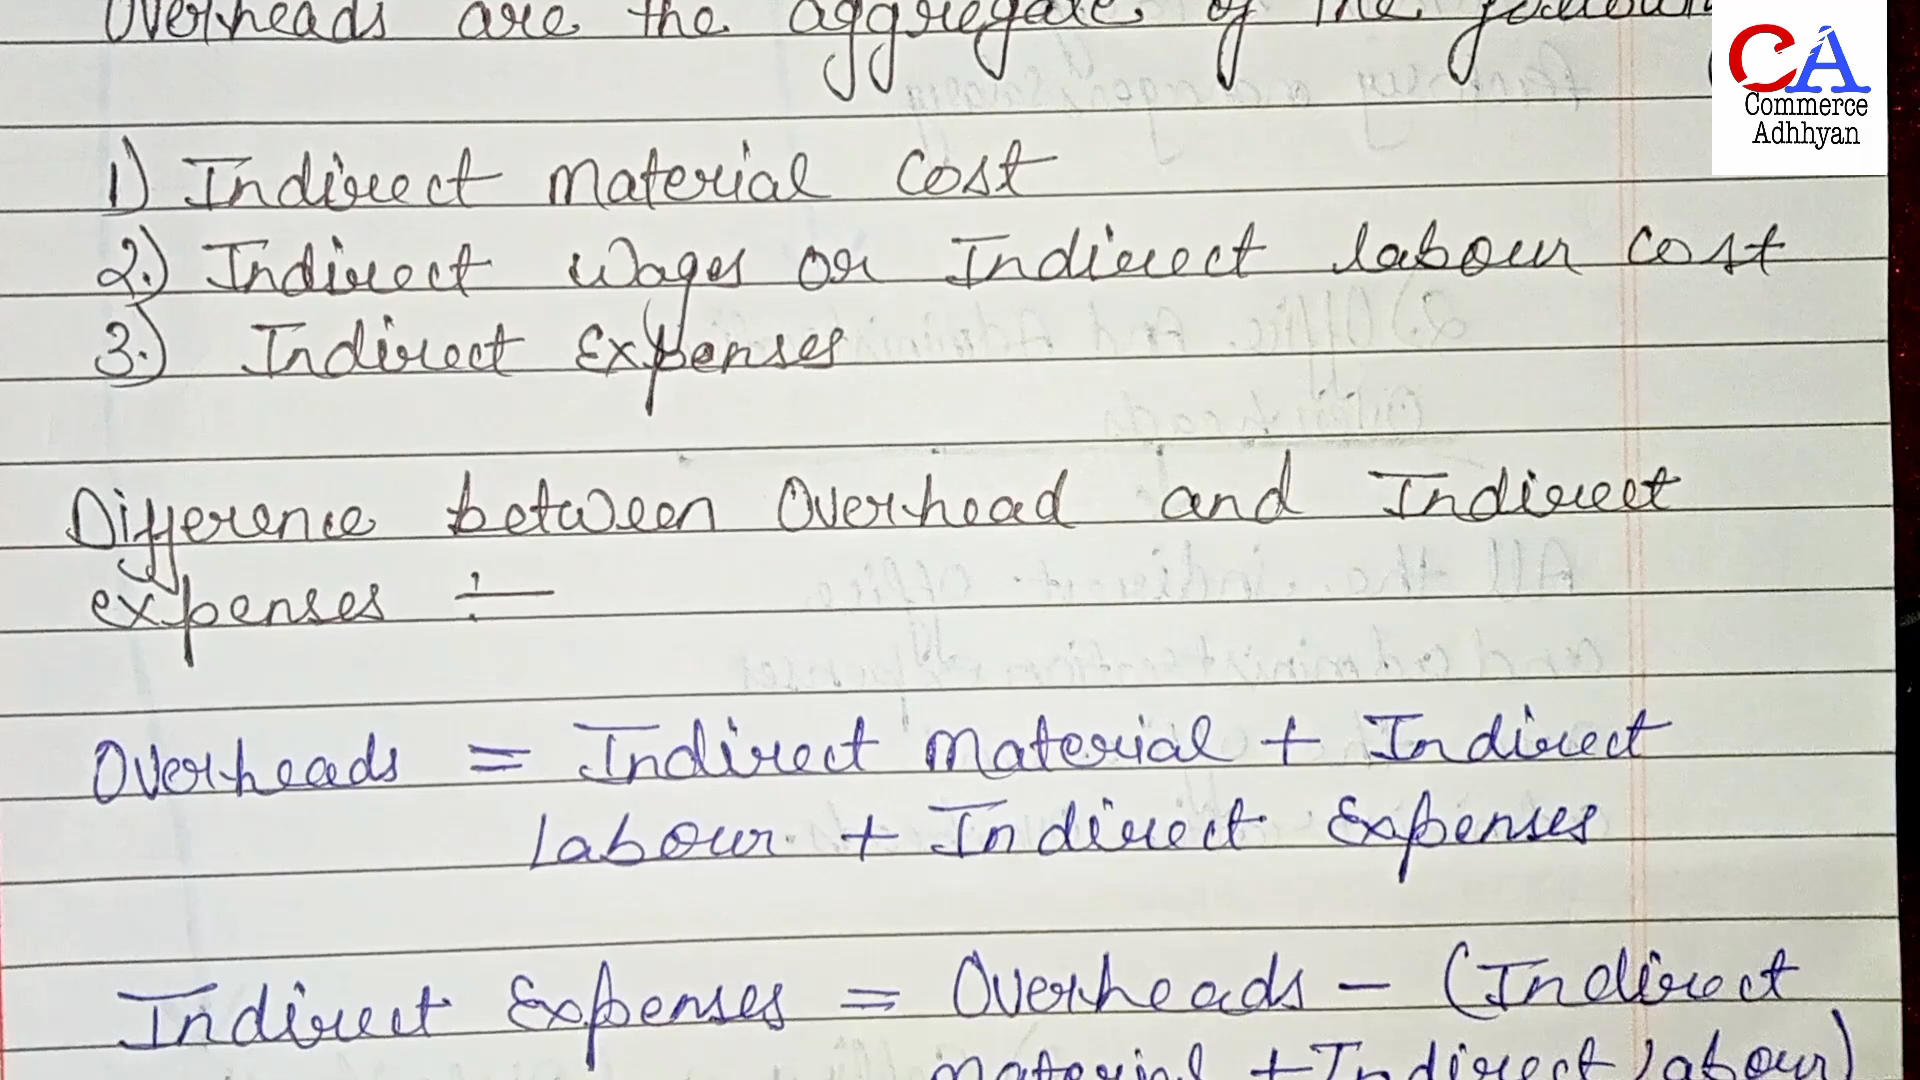 Overheads are the aggregate of the
CA
Commerce
Adhhyan
1) Indirect Material Cost
2.) Indirect Wages or Indirect labour cost
3.) Indirect Expenses
Difference between Overhead and Indirect
expenses ÷
Overheads = Indirect Material + Indirect
labour + Indirect Expenses
Indirect Expenses = Overheads - (Indirect
Material + Indirect labour)